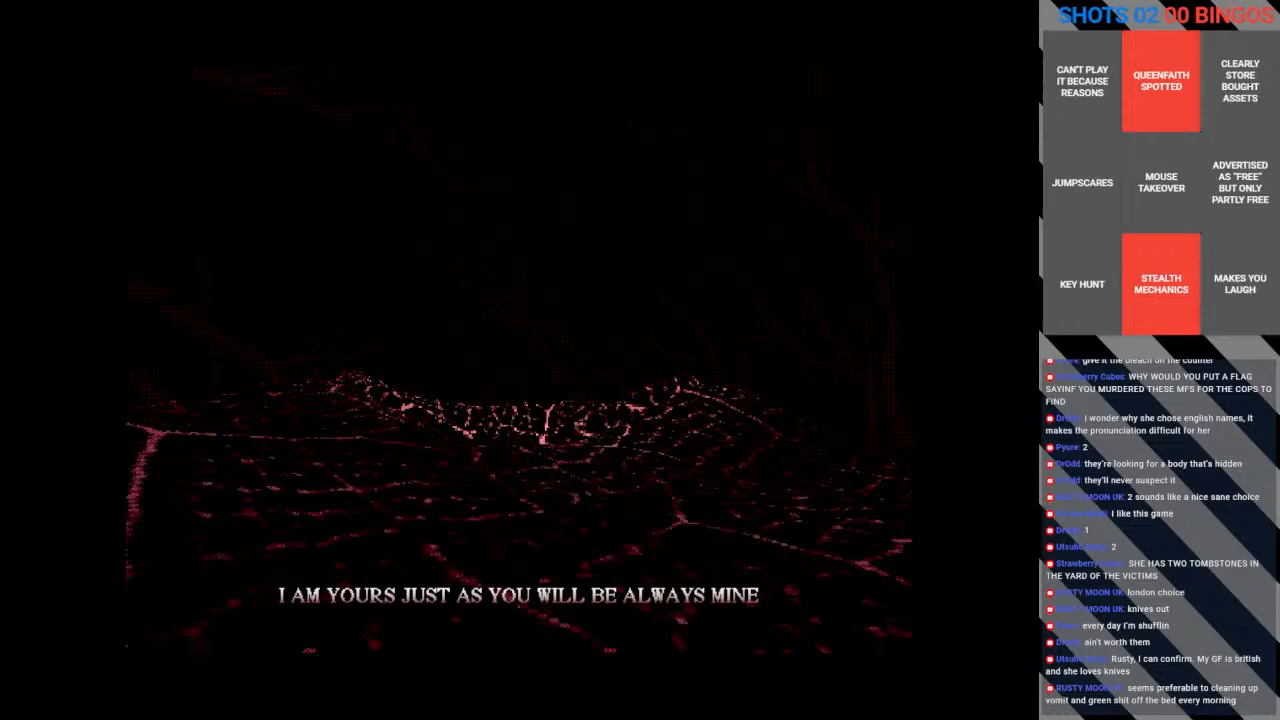 SHOTS 02 00 BINGOS
CAN'T PLAY
IT BECAUSE
REASONS
QUEENFAITH
SPOTTED
CLEARLY
STORE
BOUGHT
ASSETS
JUMPSCARES
MOUSE
TAKEOVER
ADVERTISED
AS "FREE"
BUT ONLY
PARTLY FREE
KEY HUNT
STEALTH
MECHANICS
MAKES YOU
LAUGH
give it the bleach on the counter
Cubes: WHY WOULD YOU PUT A FLAG
SAYINF YOU MURDERED THESE MFS FOR THE COPS TO
FIND
i wonder why she chose english names, it
makes the pronunciation difficult for her
Pyure: 2
DrOdd: they're looking for a body that's hidden
they'll never suspect it
MOON UK: 2 sounds like a nice sane choice
I like this game
1
2
Strawberry SHE HAS TWO TOMBSTONES IN
THE YARD OF THE VICTIMS
RUSTY MOON UK: london choice
RUSTY MOON UK: knives out
every day I'm shufflin
ain't worth them
Rusty, I can confirm. My GF is british
and she loves knives
RUSTY MOON seems preferable to cleaning up
vomit and green shit off the bed every morning
I AM YOURS JUST AS YOU WILL BE ALWAYS MINE